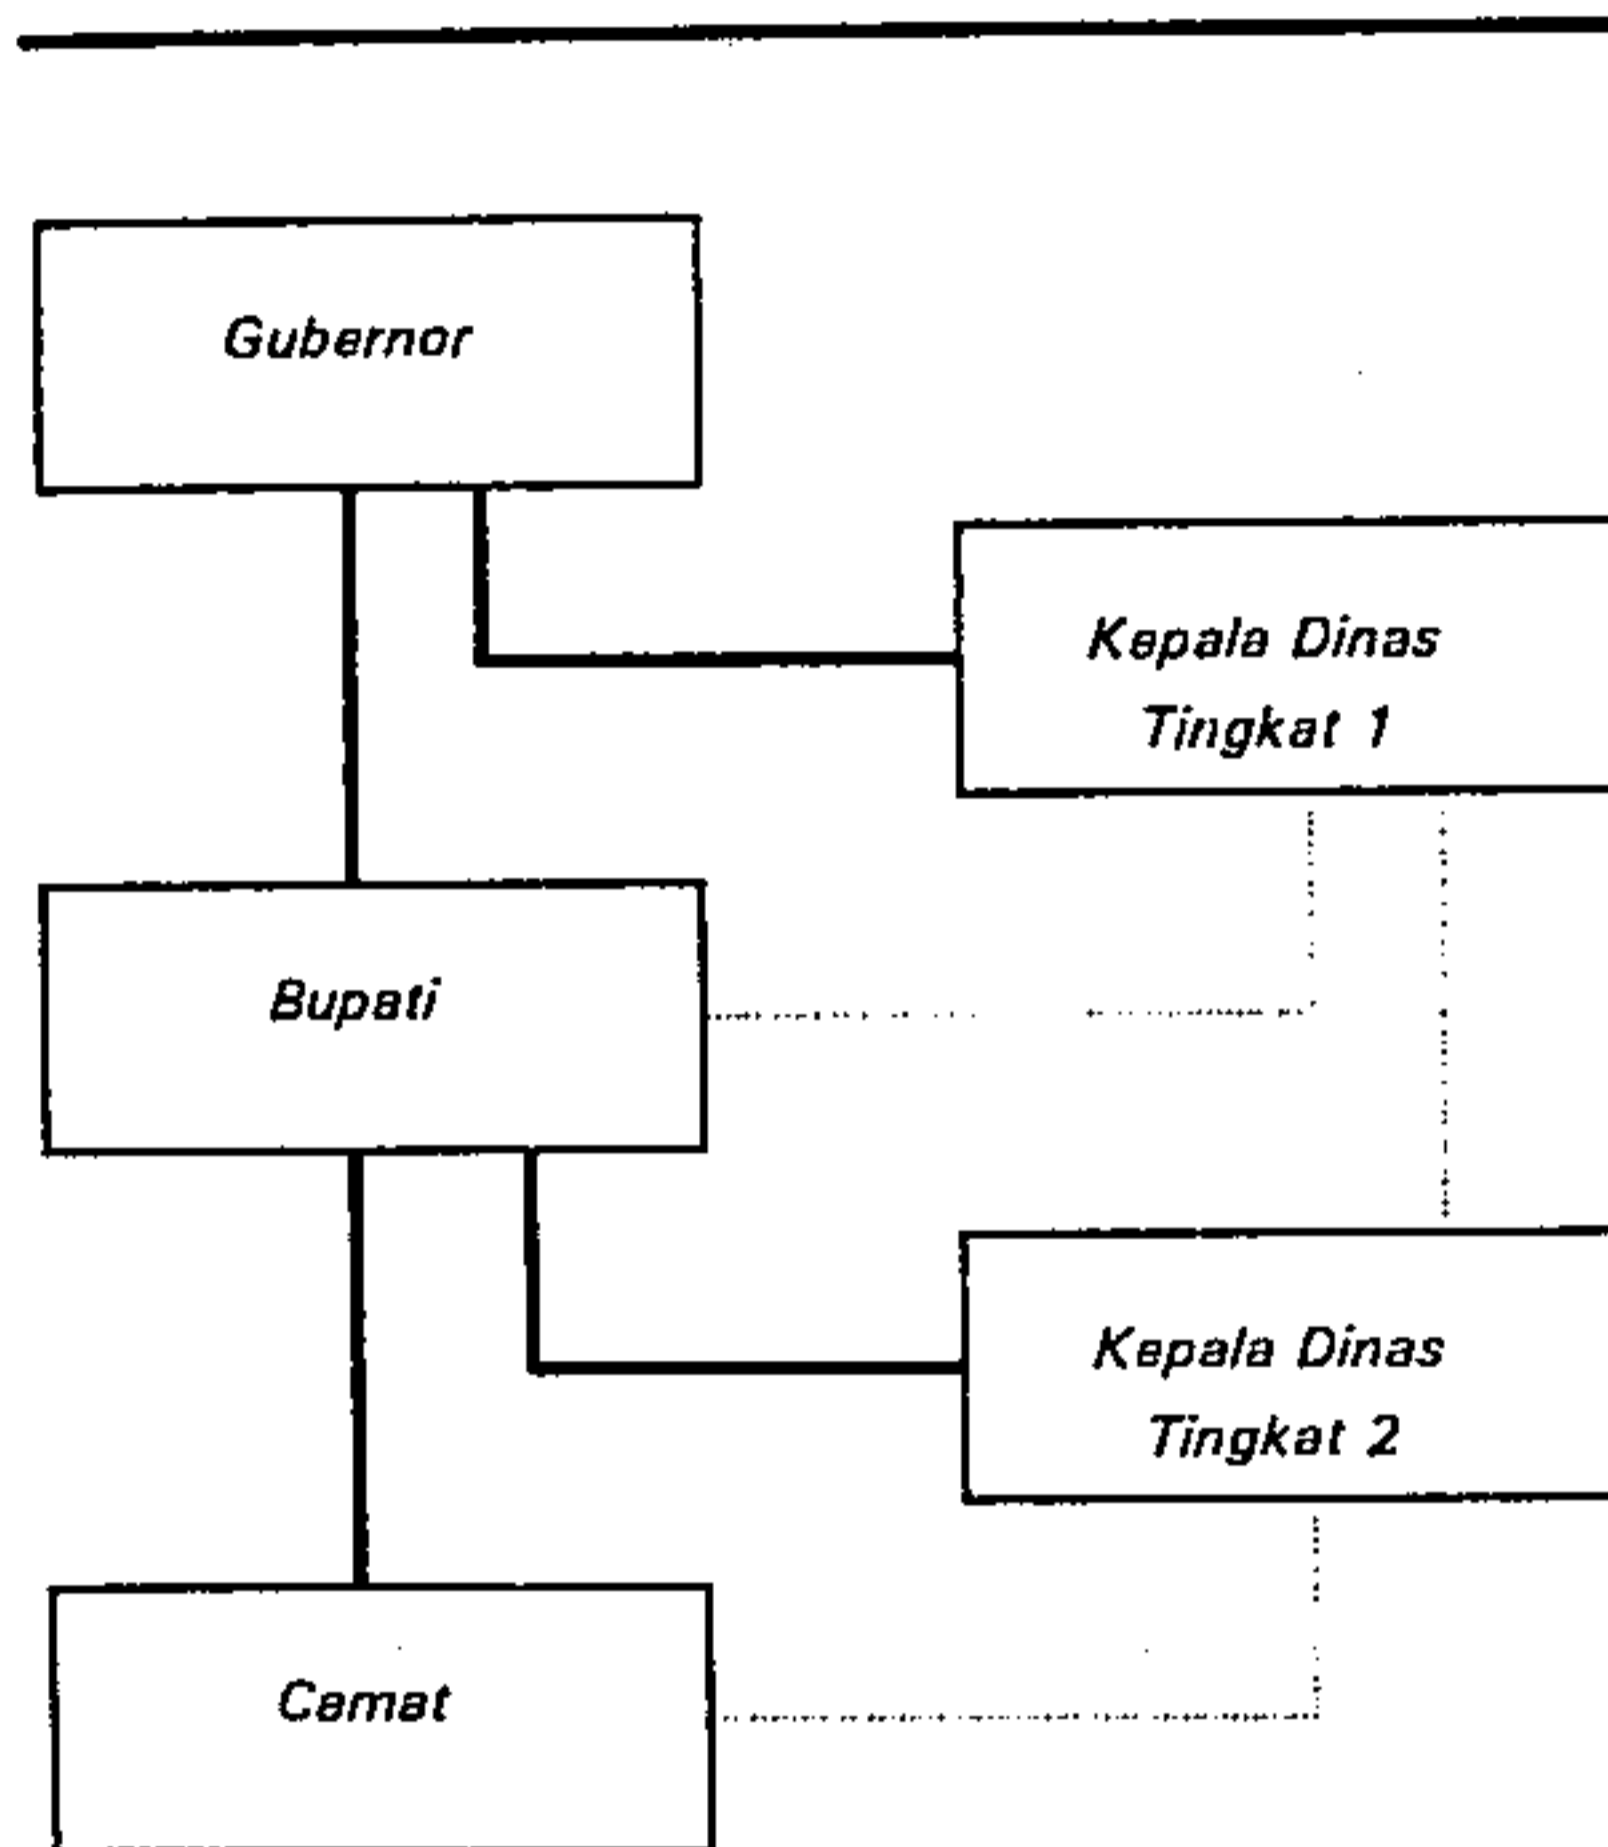 Gubernor
Kepala Dinas
Tingkat 1
Bupati
Kepala Dinas
Tingkat 2
Camat